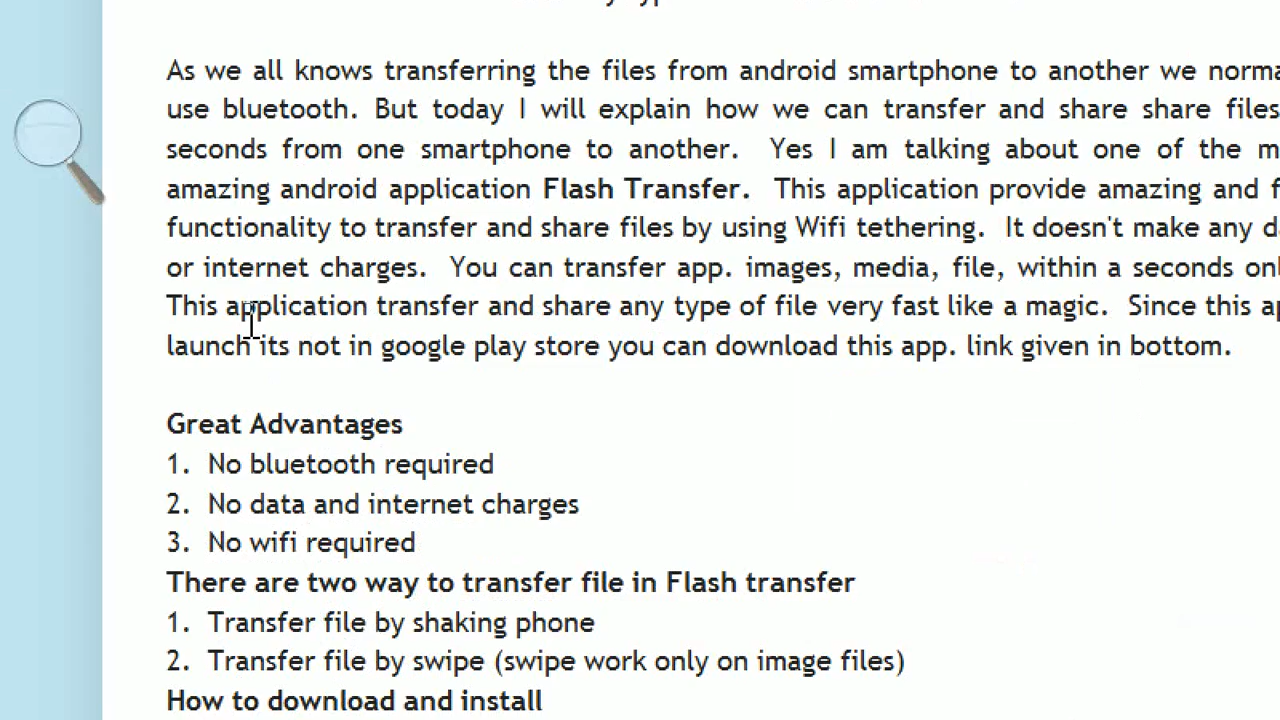 As we all knows transferring the files from android smartphone to another we
use bluetooth. But today I will explain how we can transfer and share share files
seconds from one smartphone to another. Yes I am talking about one of the
amazing android application Flash Transfer. This application provide amazing and
functionality to transfer and share files by using Wifi tethering. It doesn't make any
or internet charges. You can transfer app. images, media, file, within a seconds
This application transfer and share any type of file very fast like a magic. Since this
launch its not in google play store you can download this app. link given in bottom.
Great Advantages
1. No bluetooth required
2. No data and internet charges
3. No wifi required
There are two way to transfer file in Flash transfer
1. Transfer file by shaking phone
2. Transfer file by swipe (swipe work only on image files)
How to download and install